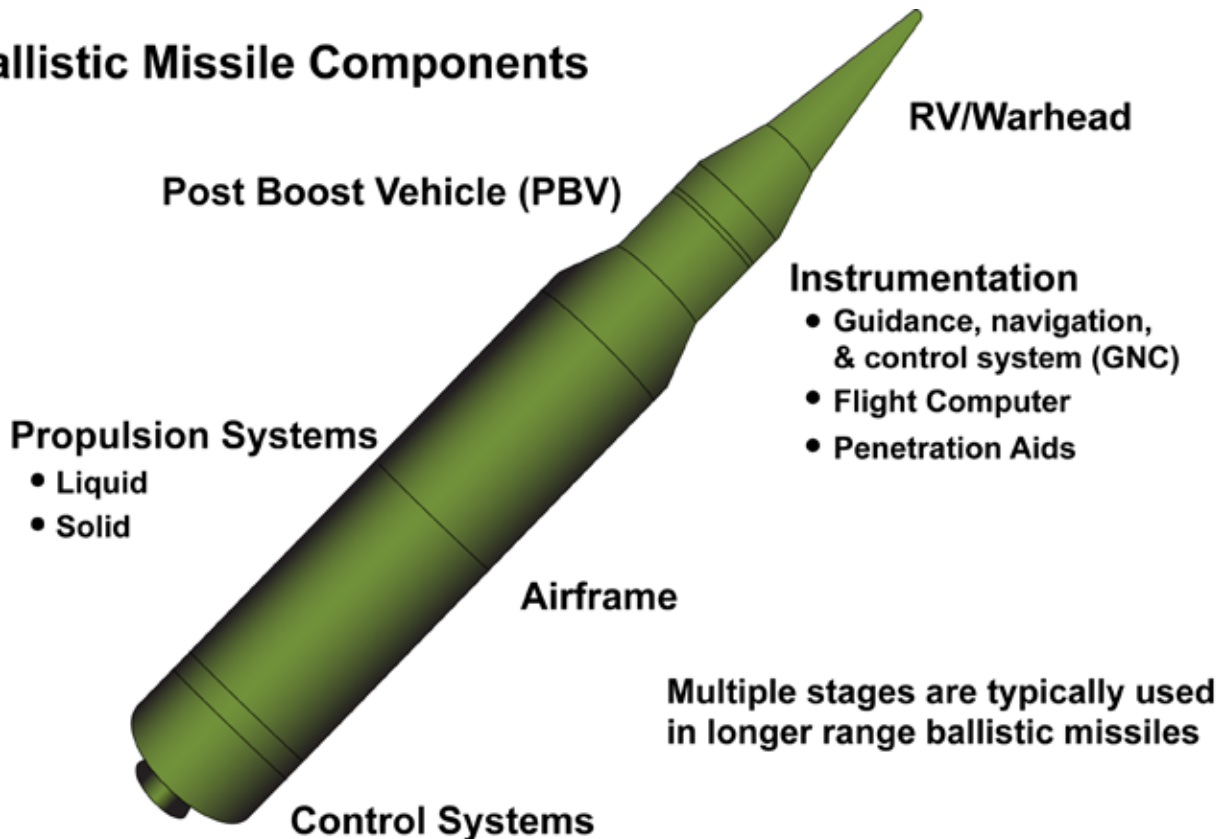 allistic Missile Components
RV/Warhead
Post Boost Vehicle (PBV)
Instrumentation
• Guidance, navigation,
& control system (GNC)
• Flight Computer
• Penetration Aids
Propulsion Systems
• Liquid
• Solid
Airframe
Multiple stages are typically used
in longer range ballistic missiles
Control Systems